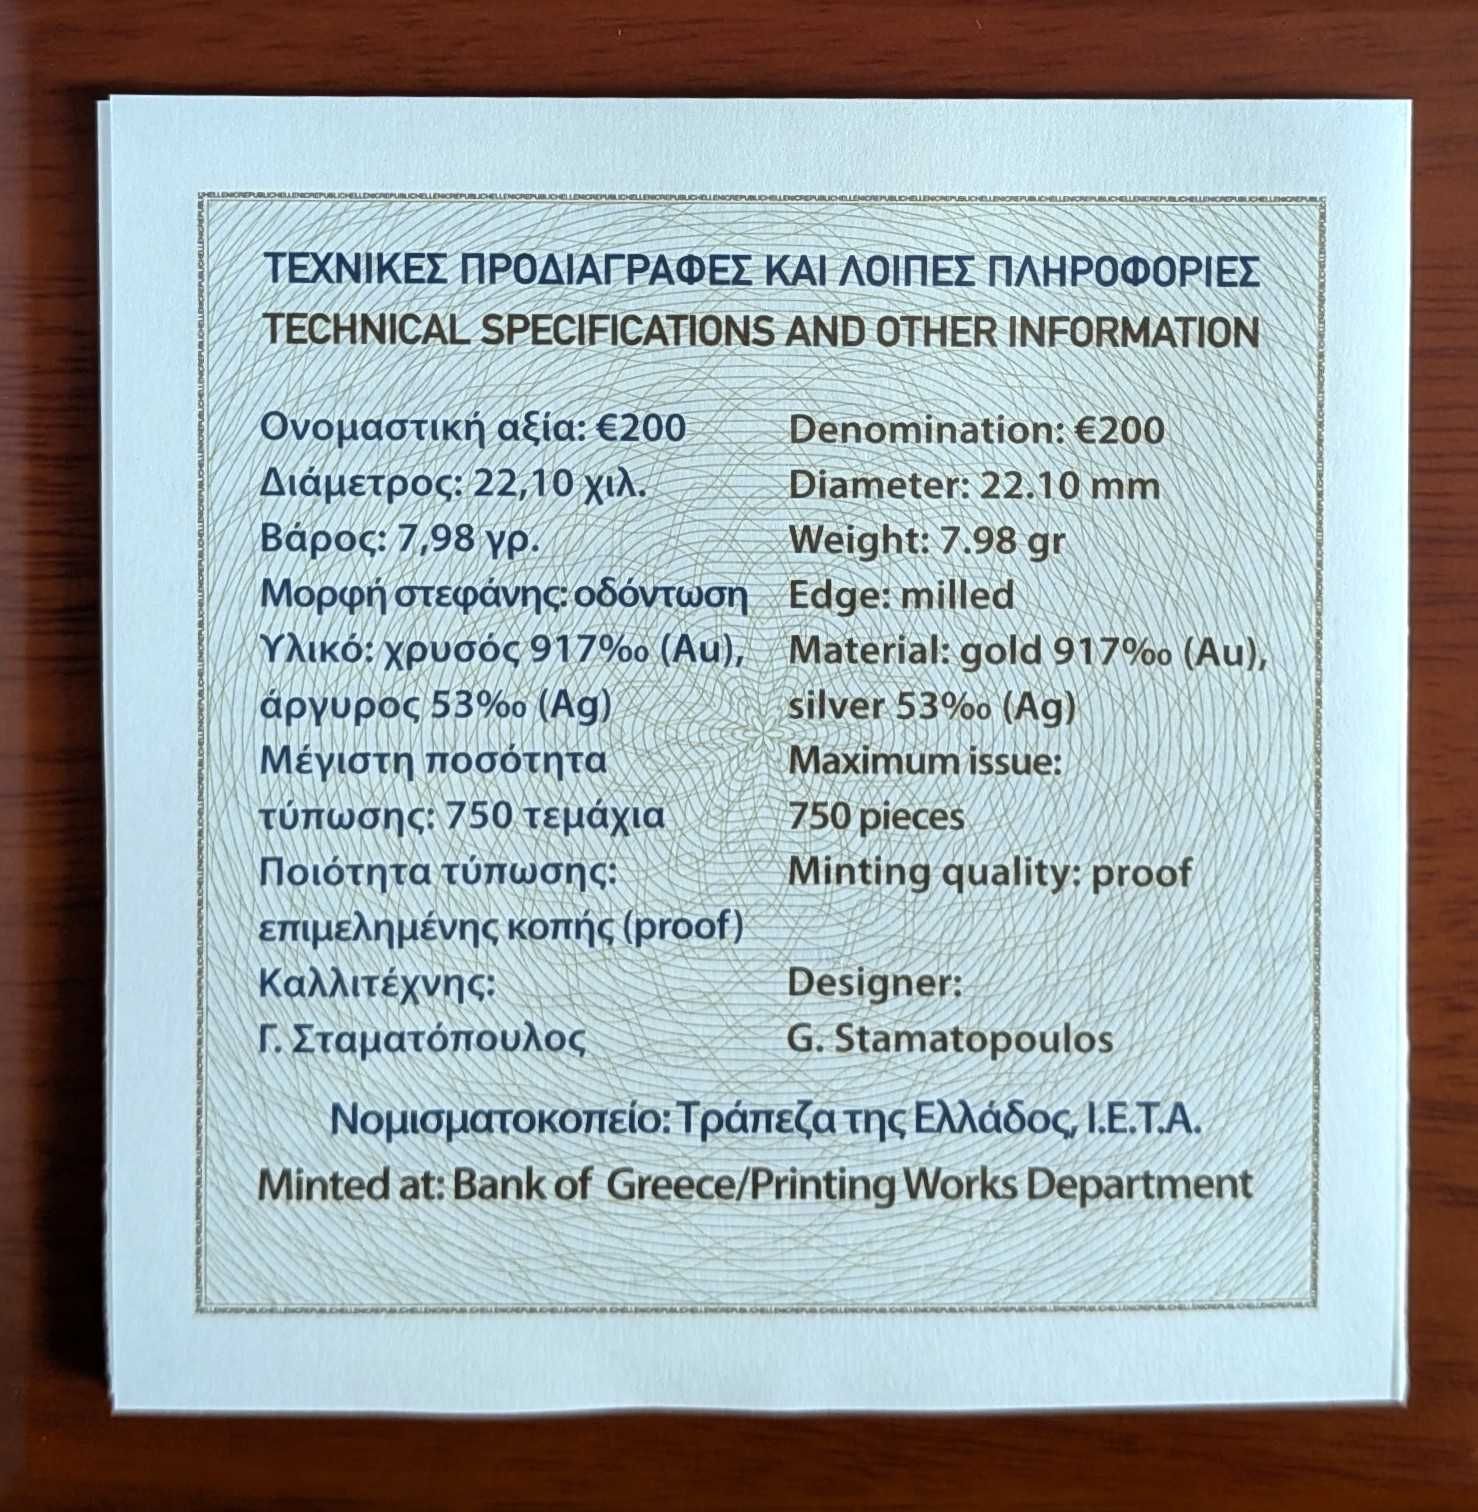 ΤΕΧΝΙΚΕΣ ΠΡΟΔΙΑΓΡΑΦΕΣ ΚΑΙ ΛΟΙΠΕΣ ΠΛΗΡΟΦΟΡΙΕΣ
TECHNICAL SPECIFICATIONS AND OTHER INFORMATION
Ονομαστική αξία: €200
Διάμετρος: 22,10 χιλ.
Βάρος: 7,98 γρ.
Μορφή στεφάνης: οδόντωση
Υλικό: χρυσός 917‰ (Au),
άργυρος 53‰ (Ag)
Μέγιστη ποσότητα
τύπωσης: 750 τεμάχια
Ποιότητα τύπωσης:
επιμελημένης κοπής (proof)
Καλλιτέχνης:
Γ. Σταματόπουλος
Denomination: €200
Diameter: 22.10 mm
Weight: 7.98 gr
Edge: milled
Material: gold 917‰ (Au),
silver 53‰ (Ag)
Maximum issue:
750 pieces
Minting quality: proof
Designer:
G. Stamatopoulos
Νομισματοκοπείο: Τράπεζα της Ελλάδος, Ι.Ε.Τ.Α.
Minted at: Bank of Greece/Printing Works Department